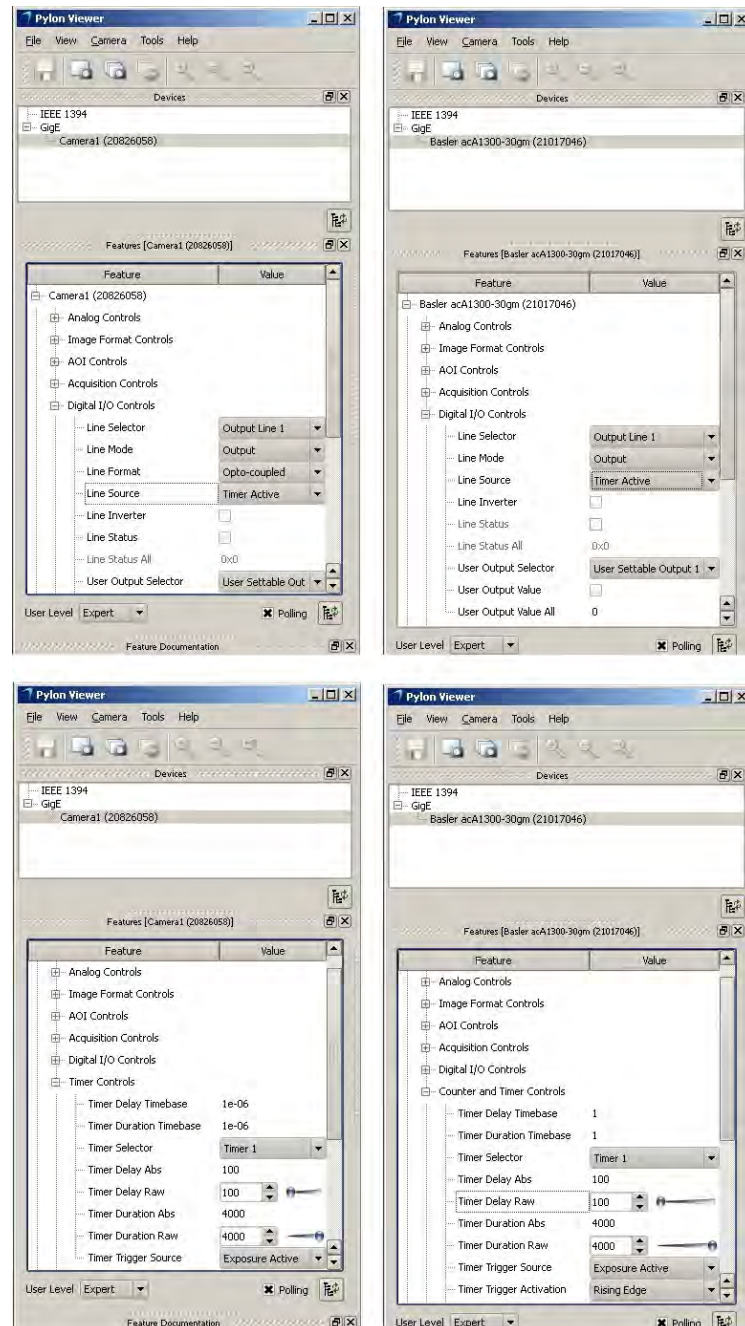 Pylon Viewer
File View Camera Tools Help
Devices
IEEE 1394
GigE
Camera1 (20826058)
Features [Camera1 (20826058)]
Feature Value
Camera1 (20826058)
Analog Controls
Image Format Controls
AOI Controls
Acquisition Controls
Digital I/O Controls
Line Selector Output Line 1
Line Mode Output
Line Format Opto-coupled
Line Source Timer Active
Line Inverter
Line Status
Line Status All 0x0
User Output Selector User Settable Out
User Level Expert Polling
Feature Documentation
Pylon Viewer
File View Camera Tools Help
Devices
IEEE 1394
GigE
Basler acA1300-30gm (21017046)
Features [Basler acA1300-30gm (21017046)]
Feature Value
Basler acA1300-30gm (21017046)
Analog Controls
Image Format Controls
AOI Controls
Acquisition Controls
Digital I/O Controls
Line Selector Output Line 1
Line Mode Output
Line Source Timer Active
Line Inverter
Line Status
Line Status All 0x0
User Output Selector User Settable Output 1
User Output Value
User Output Value All 0
User Level Expert Polling
Pylon Viewer
File View Camera Tools Help
Devices
IEEE 1394
GigE
Camera1 (20826058)
Features [Camera1 (20826058)]
Feature Value
Analog Controls
Image Format Controls
AOI Controls
Acquisition Controls
Digital I/O Controls
Timer Controls
Timer Delay Timebase 1e-06
Timer Duration Timebase 1e-06
Timer Selector Timer 1
Timer Delay Abs 100
Timer Delay Raw 100
Timer Duration Abs 4000
Timer Duration Raw 4000
Timer Trigger Source Exposure Active
User Level Expert Polling
Feature Documentation
Pylon Viewer
File View Camera Tools Help
Devices
IEEE 1394
GigE
Basler acA1300-30gm (21017046)
Features [Basler acA1300-30gm (21017046)]
Feature Value
Analog Controls
Image Format Controls
AOI Controls
Acquisition Controls
Digital I/O Controls
Counter and Timer Controls
Timer Delay Timebase 1
Timer Duration Timebase 1
Timer Selector Timer 1
Timer Delay Abs 100
Timer Delay Raw 100
Timer Duration Abs 4000
Timer Duration Raw 4000
Timer Trigger Source Exposure Active
Timer Trigger Activation Rising Edge
User Level Expert Polling